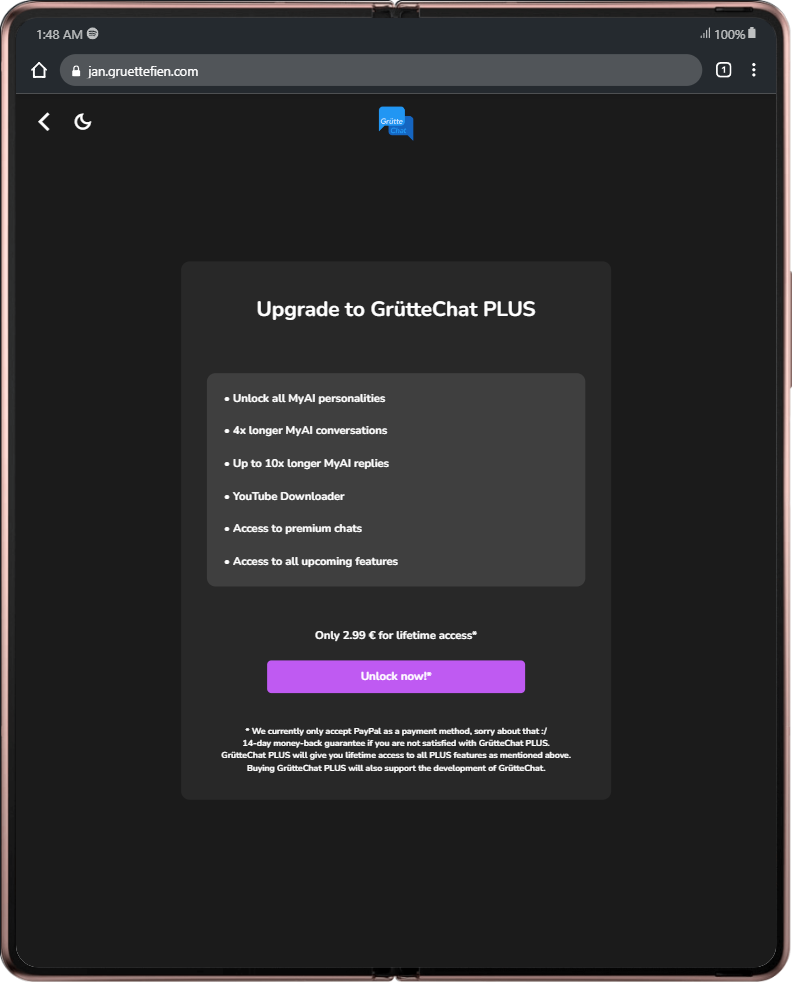 1:48 AM
100%
jan.gruettefien.com
1
Grütte
Chat
Upgrade to GrütteChat PLUS
• Unlock all MyAI personalities
• 4x longer MyAI conversations
• Up to 10x longer MyAI replies
• YouTube Downloader
• Access to premium chats
• Access to all upcoming features
Only 2.99 € for lifetime access*
Unlock now!*
* We currently only accept PayPal as a payment method, sorry about that :/
14-day money-back guarantee if you are not satisfied with GrütteChat PLUS.
GrütteChat PLUS will give you lifetime access to all PLUS features as mentioned above.
Buying GrütteChat PLUS will also support the development of GrütteChat.